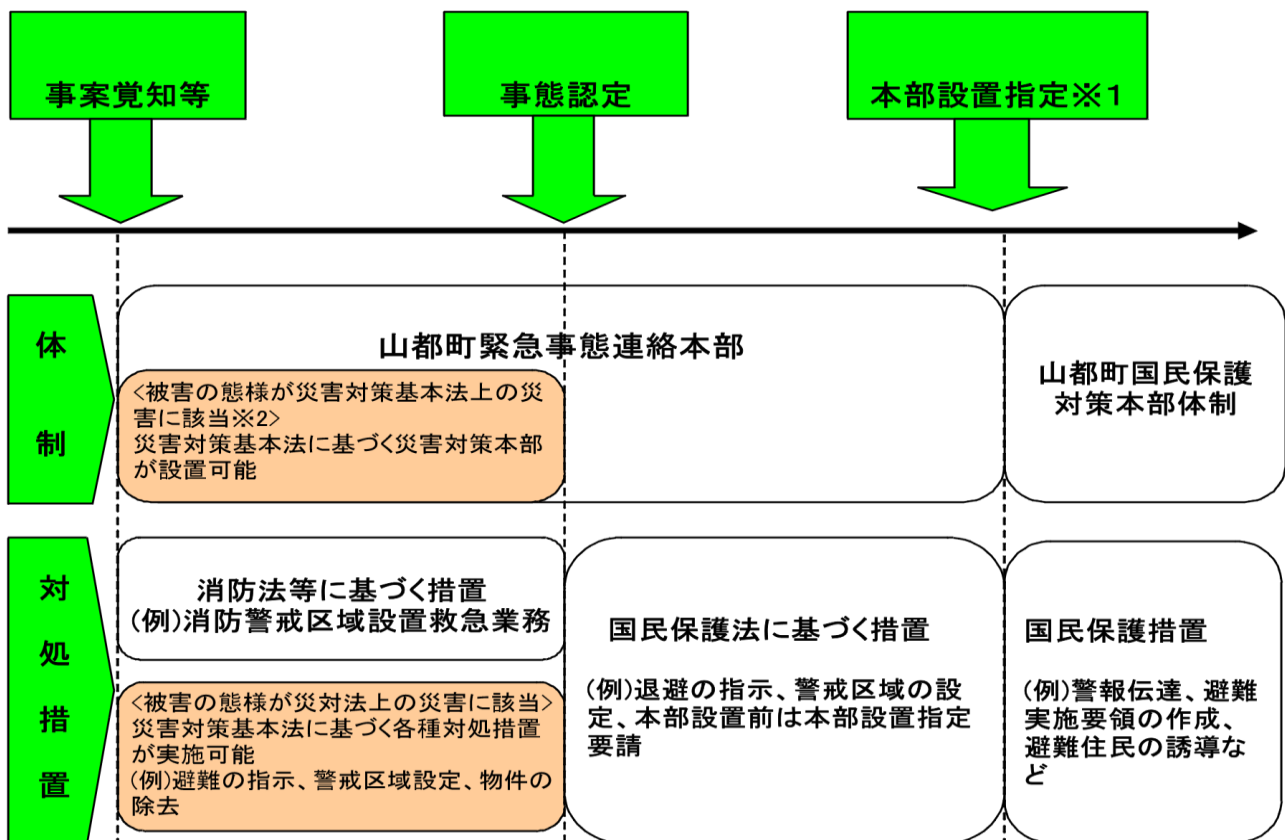 事案覚知等
事態認定
本部設置指定※1
体制
山都町緊急事態連絡本部
<被害の態様が災害対策基本法上の災
害に該当※2>
災害対策基本法に基づく災害対策本部
が設置可能
山都町国民保護
対策本部体制
対処措置
消防法等に基づく措置
(例)消防警戒区域設置救急業務
<被害の態様が災対法上の災害に該当>
災害対策基本法に基づく各種対処措置
が実施可能
(例)避難の指示、警戒区域設定、物件の
除去
国民保護法に基づく措置
(例)退避の指示、警戒区域の設
定、本部設置前は本部設置指定
要請
国民保護措置
(例)警報伝達、避難
実施要領の作成、
避難住民の誘導な
ど